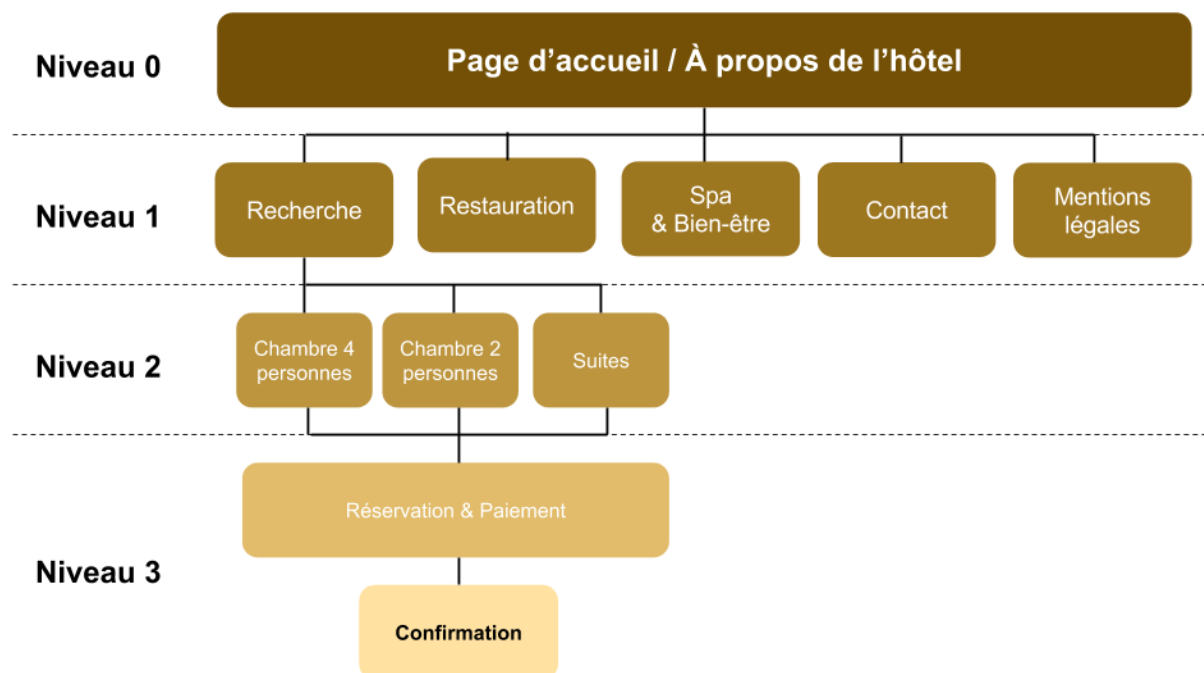 Niveau 0
Page d’accueil / À propos de l’hôtel
Niveau 1
Recherche
Restauration
Spa
& Bien-être
Contact
Mentions
légales
Niveau 2
Chambre 4
personnes
Chambre 2
personnes
Suites
Niveau 3
Réservation & Paiement
Confirmation